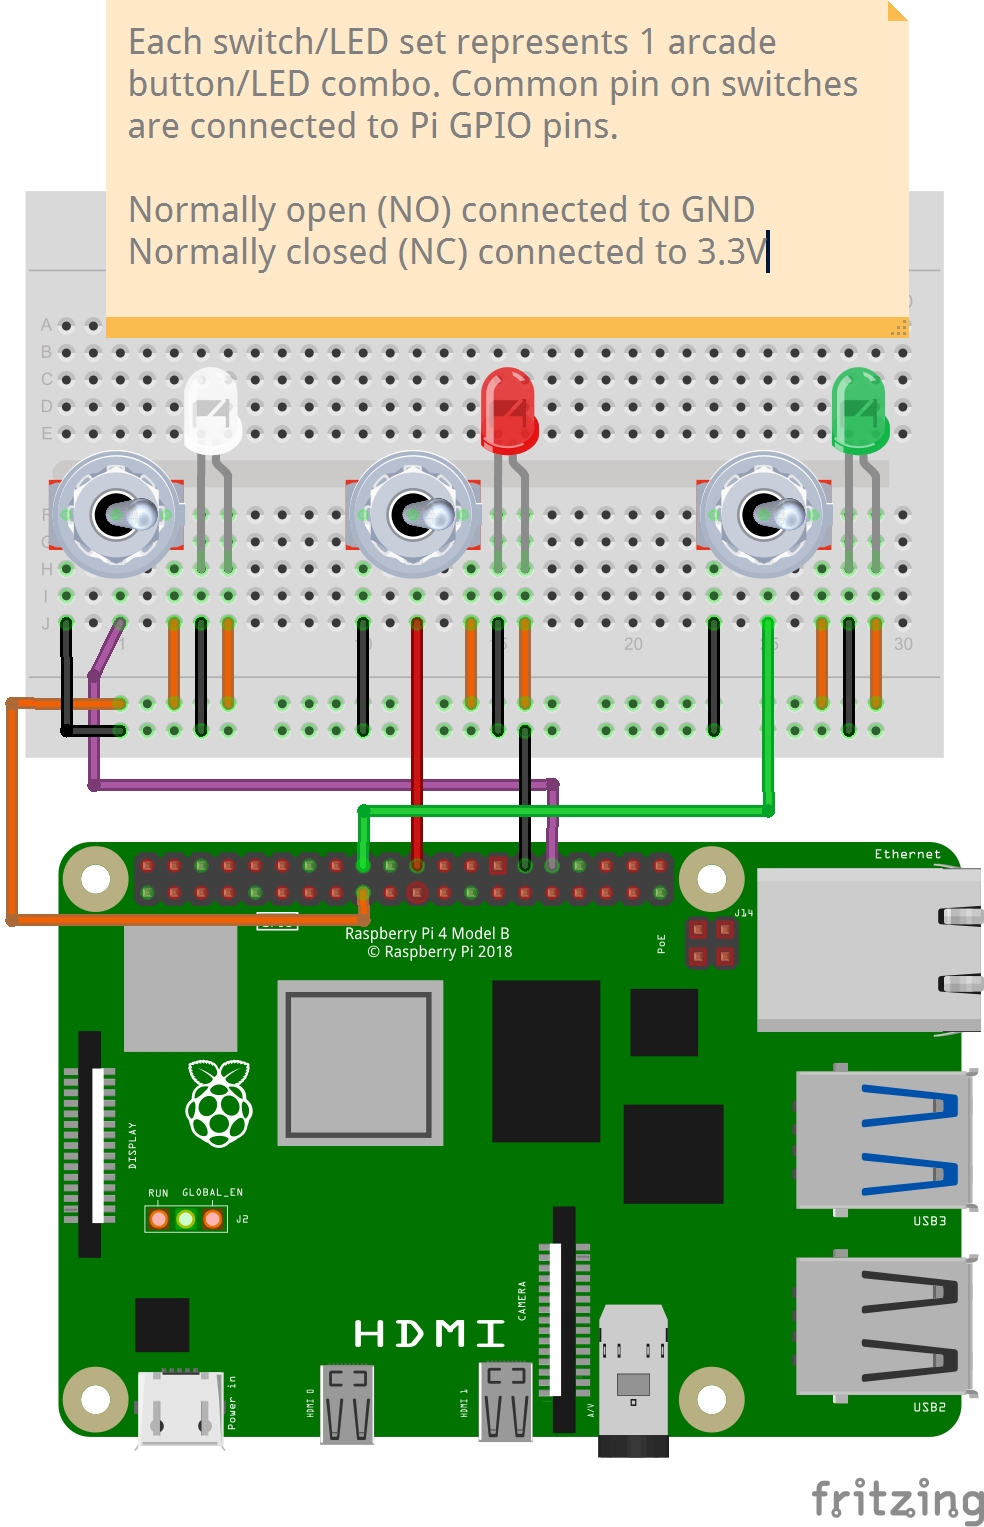 Each switch/LED set represents 1 arcade
button/LED combo. Common pin on switches
are connected to Pi GPIO pins.
Normally open (NO) connected to GND
Normally closed (NC) connected to 3.3V
A
B
C
D
E
H
I
J
20
30
Ethernet
J14
PoE
Raspberry Pi 4 Model B
© Raspberry Pi 2018
DISPLAY
RUN
GLOBAL_EN
J2
USB3
CAMERA
HDMI
Power in
HDMI 0
HDMI 1
A/V
USB2
fritzing